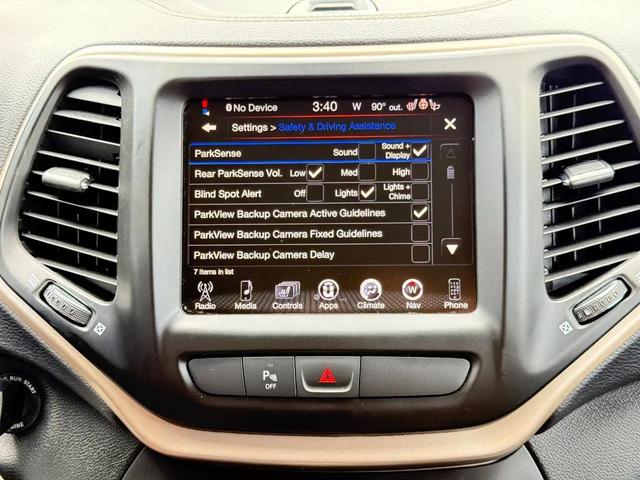 No Device 3:40 W 90° out.
Settings > Safety & Driving Assistance X
ParkSense Sound Sound + Display
Rear ParkSense Vol. Low Med High
Blind Spot Alert Off Lights Lights + Chime
ParkView Backup Camera Active Guidelines
ParkView Backup Camera Fixed Guidelines
ParkView Backup Camera Delay
7 items in list
Radio Media Controls Apps Climate Nav Phone
P OFF
RUN START